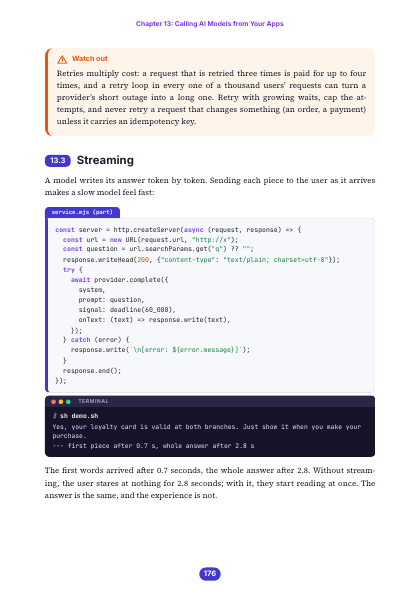 Chapter 13: Calling AI Models from Your Apps
Watch out
Retries multiply cost: a request that is retried three times is paid for up to four
times, and a retry loop in every one of a thousand users' requests can turn a
provider's short outage into a long one. Retry with growing waits, cap the at-
tempts, and never retry a request that changes something (an order, a payment)
unless it carries an idempotency key.
13.3 Streaming
A model writes its answer token by token. Sending each piece to the user as it arrives
makes a slow model feel fast:
service.mjs (part)
const server = http.createServer(async (request, response) => {
  const url = new URL(request.url, "http://x");
  const question = url.searchParams.get("q") ?? "";
  response.writeHead(200, {"content-type": "text/plain; charset=utf-8"});
  try {
    await provider.complete({
      system,
      prompt: question,
      signal: deadline(60_000),
      onText: (text) => response.write(text),
    });
  } catch (error) {
    response.write(`\n[error: ${error.message}]`);
  }
  response.end();
});
TERMINAL
$ sh demo.sh
Yes, your loyalty card is valid at both branches. Just show it when you make your
purchase.
--- first piece after 0.7 s, whole answer after 2.8 s
The first words arrived after 0.7 seconds, the whole answer after 2.8. Without stream-
ing, the user stares at nothing for 2.8 seconds; with it, they start reading at once. The
answer is the same, and the experience is not.
176